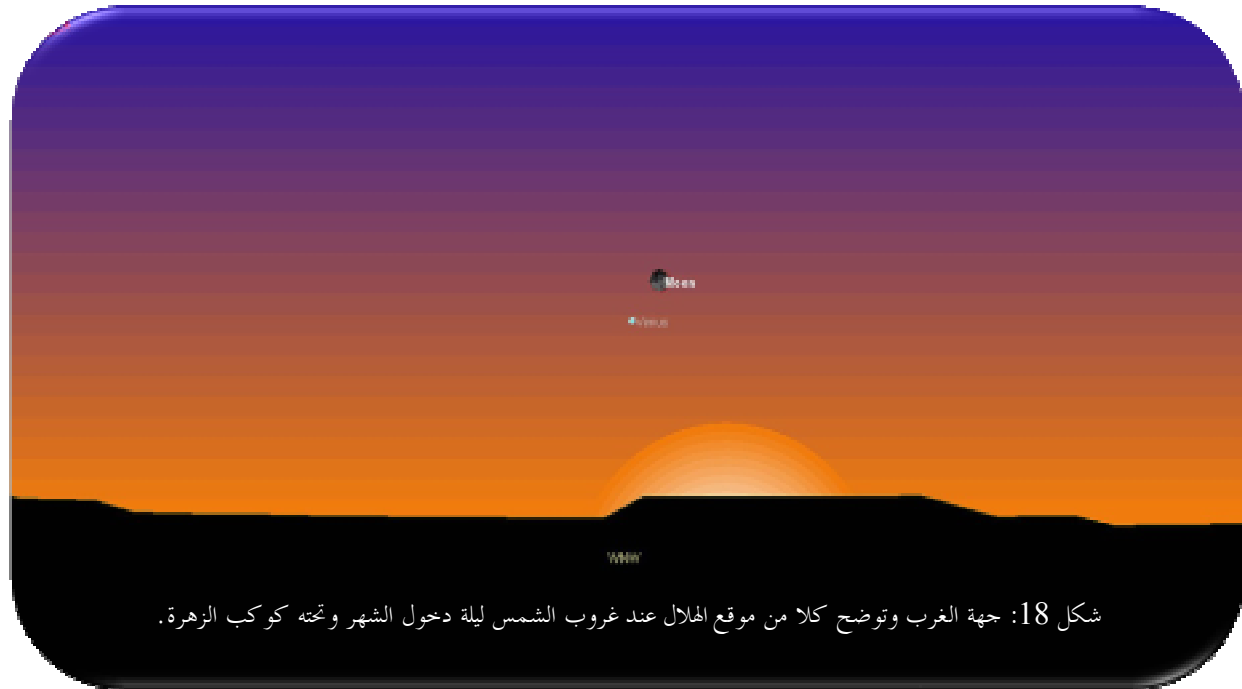 Moon
Venus
WNW
شكل 18: جهة الغرب وتوضح كلا من موقع الهلال عند غروب الشمس ليلة دخول الشهر وتحته كوكب الزهرة.